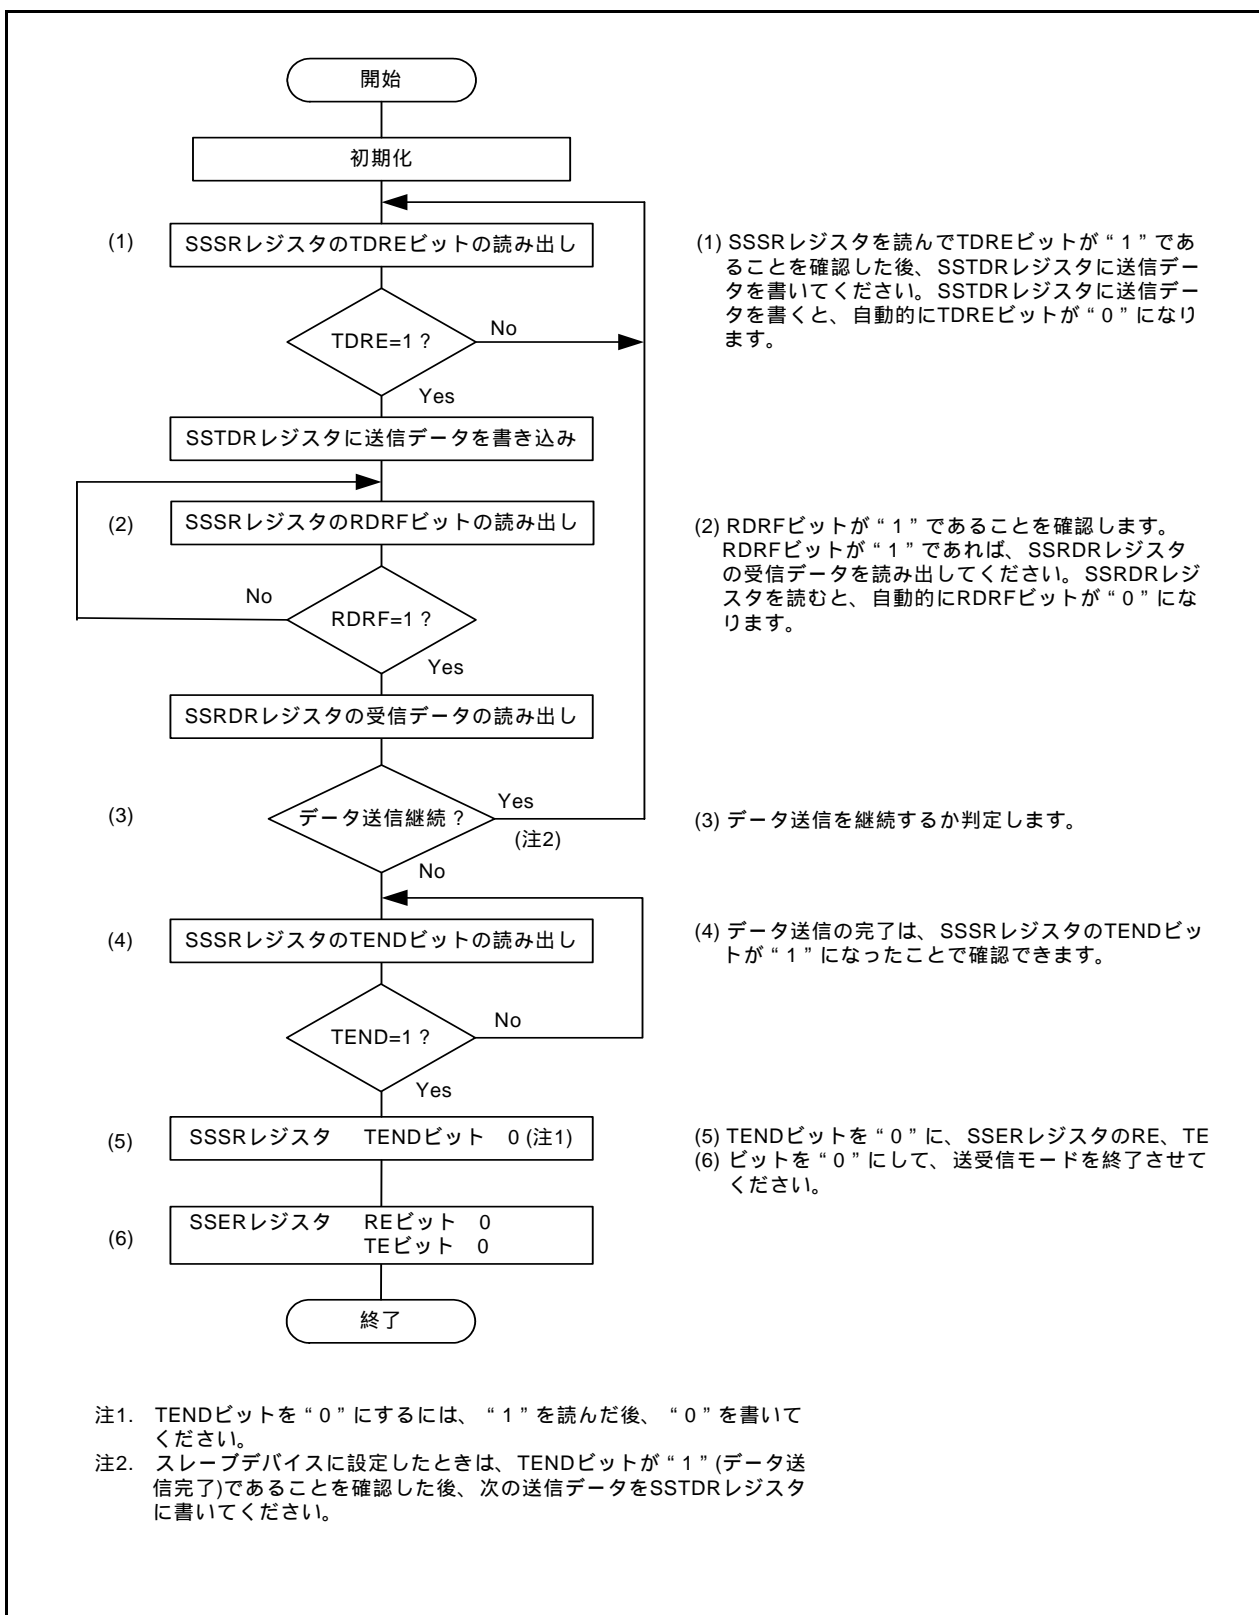 開始
初期化
(1)
SSSRレジスタのTDREビットの読み出し
TDRE=1 ?
No
Yes
SSTDRレジスタに送信データを書き込み
(2)
SSSRレジスタのRDRFビットの読み出し
No
RDRF=1 ?
Yes
SSRDRレジスタの受信データの読み出し
(3)
データ送信継続 ?
Yes
(注2)
No
(4)
SSSRレジスタのTENDビットの読み出し
TEND=1 ?
No
Yes
(5)
SSSRレジスタ TENDビット 0 (注1)
(6)
SSERレジスタ REビット 0
TEビット 0
終了
(1) SSSRレジスタを読んでTDREビットが“1”であ
ることを確認した後、SSTDRレジスタに送信デー
タを書いてください。SSTDRレジスタに送信デー
タを書くと、自動的にTDREビットが“0”になり
ます。
(2) RDRFビットが“1”であることを確認します。
RDRFビットが“1”であれば、SSRDRレジスタ
の受信データを読み出してください。SSRDRレジ
スタを読むと、自動的にRDRFビットが“0”にな
ります。
(3) データ送信を継続するか判定します。
(4) データ送信の完了は、SSSRレジスタのTENDビッ
トが“1”になったことで確認できます。
(5) TENDビットを“0”に、SSERレジスタのRE、TE
(6) ビットを“0”にして、送受信モードを終了させて
ください。
注1. TENDビットを“0”にするには、“1”を読んだ後、“0”を書いて
ください。
注2. スレーブデバイスに設定したときは、TENDビットが“1”(データ送
信完了)であることを確認した後、次の送信データをSSTDRレジスタ
に書いてください。